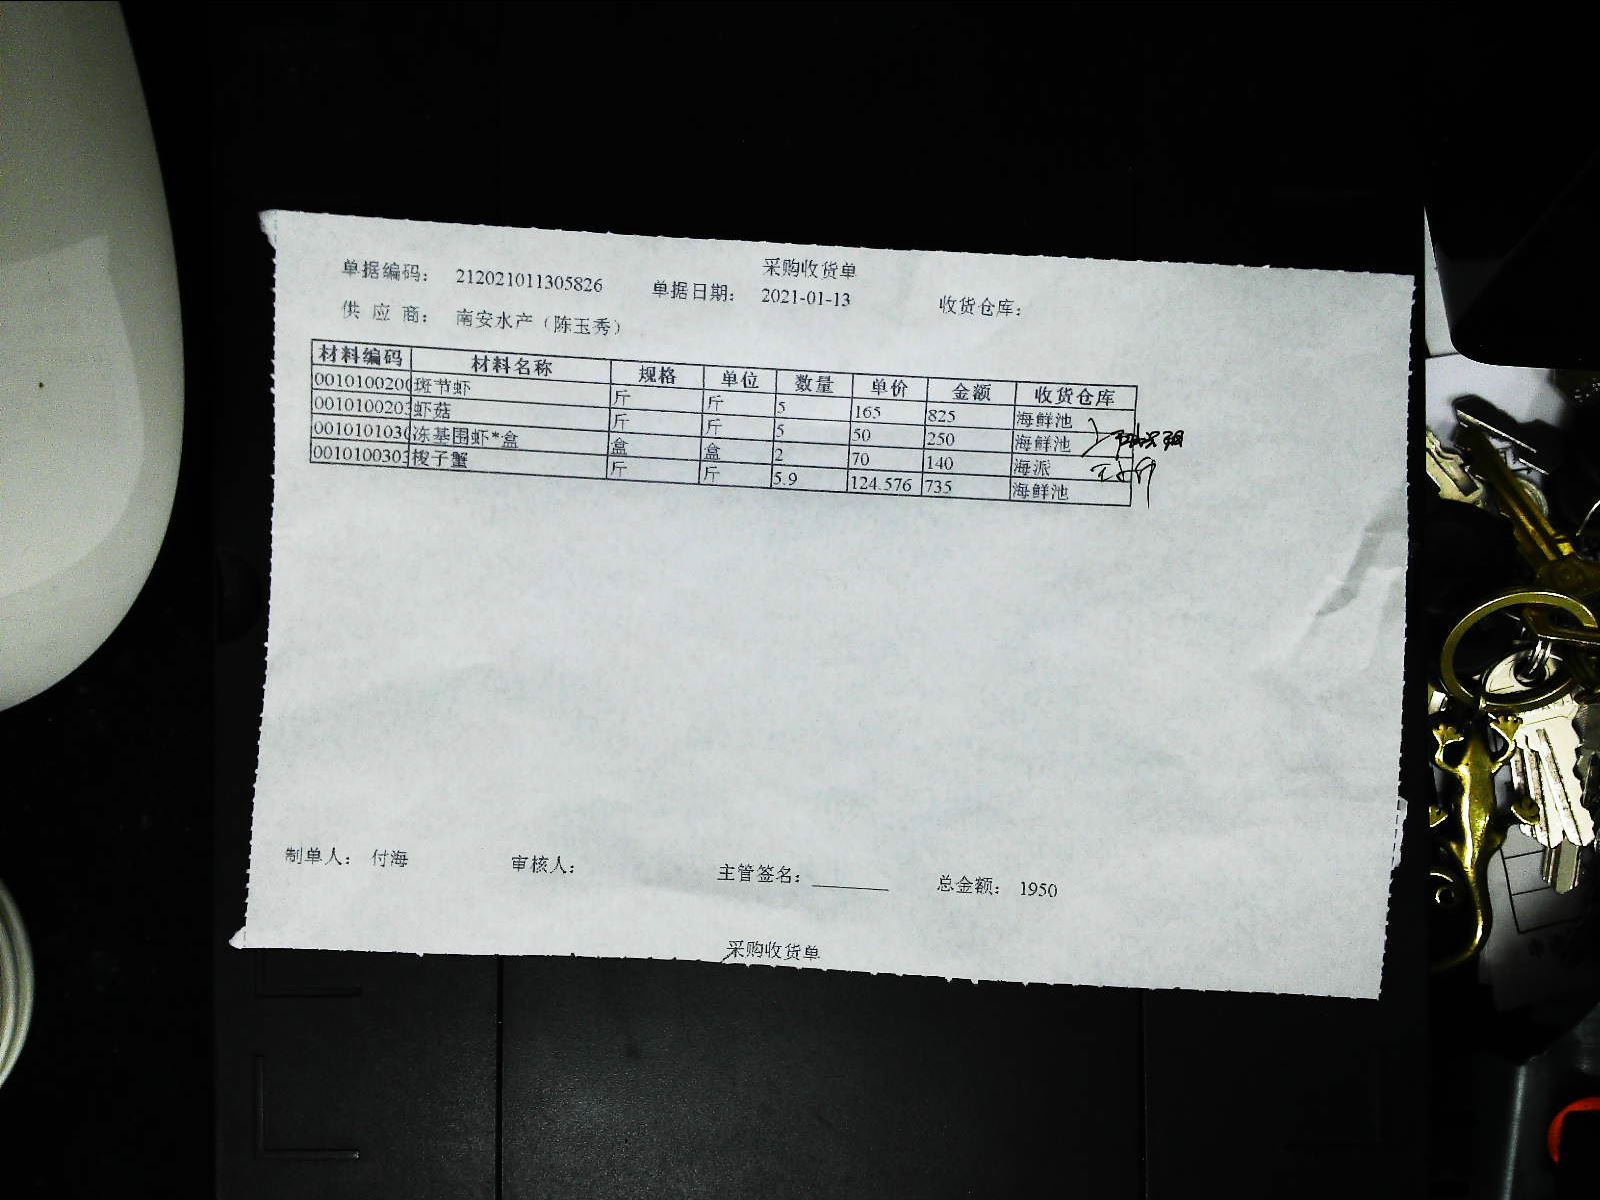 采购收货单
单据编码： 212021011305826 单据日期： 2021-01-13 收货仓库：
供 应 商： 南安水产（陈玉秀）
材料编码 材料名称 规格 单位 数量 单价 金额 收货仓库
0010100200 斑节虾 斤 斤 5 165 825 海鲜池
0010100203 虾菇 斤 斤 5 50 250 海鲜池
0010101030 冻基围虾*盒 盒 盒 2 70 140 海派
0010100303 梭子蟹 斤 斤 5.9 124.576 735 海鲜池
制单人： 付海 审核人： 主管签名： 总金额： 1950
采购收货单